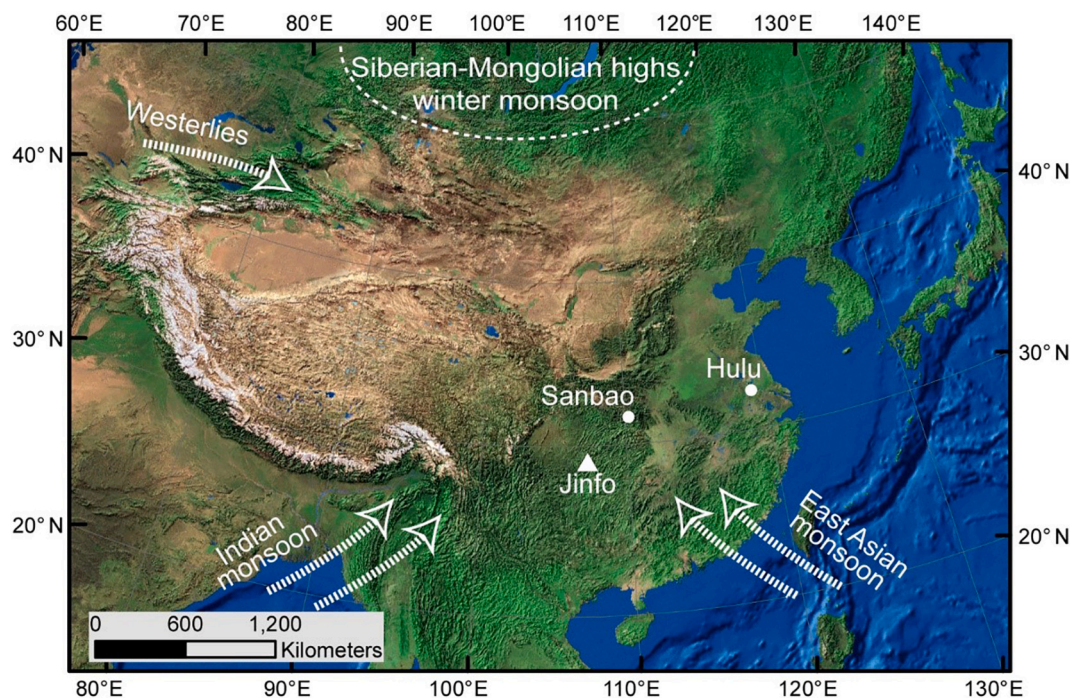 60° E 70° E 80° E 90° E 100° E 110° E 120° E 130° E 140° E
Siberian-Mongolian highs
winter monsoon
Westerlies
40° N
40° N
30° N
30° N
Hulu
Sanbao
Jinfo
20° N
20° N
Indian
monsoon
East Asian
monsoon
0 600 1,200
Kilometers
80° E 90° E 100° E 110° E 120° E 130° E